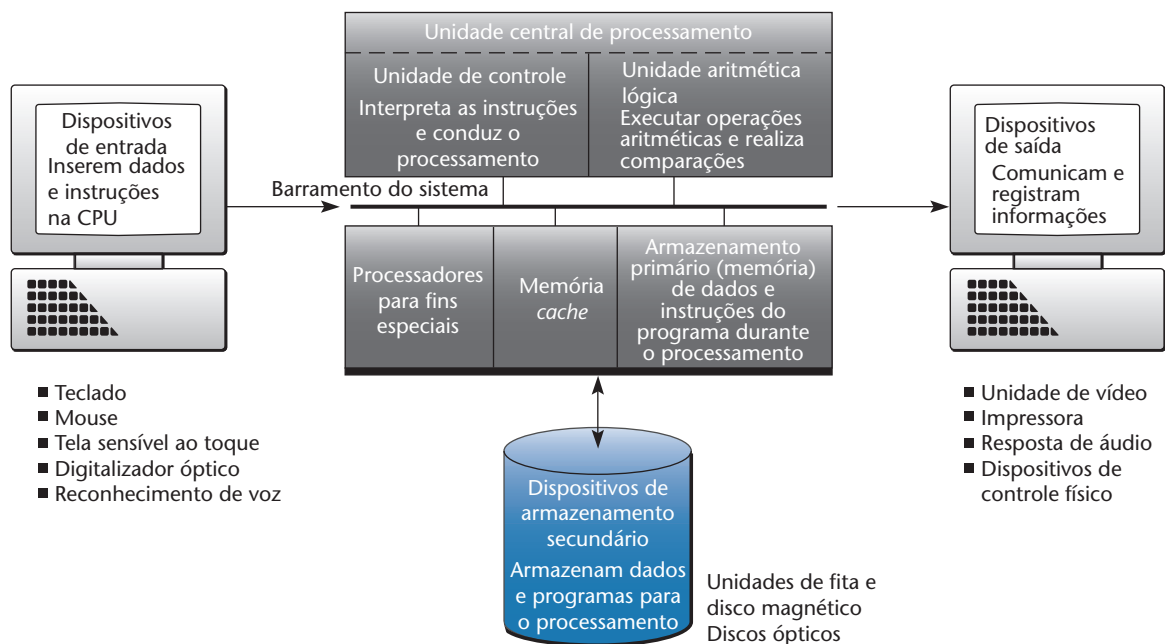 Unidade central de processamento
Unidade de controle
Interpreta as instruções
e conduz o
processamento
Unidade aritmética
lógica
Executar operações
aritméticas e realiza
comparações
Dispositivos
de entrada
Inserem dados
e instruções
na CPU
Barramento do sistema
Dispositivos
de saída
Comunicam e
registram
informações
Processadores
para fins
especiais
Memória
cache
Armazenamento
primário (memória)
de dados e
instruções do
programa durante
o processamento
■ Teclado
■ Mouse
■ Tela sensível ao toque
■ Digitalizador óptico
■ Reconhecimento de voz
■ Unidade de vídeo
■ Impressora
■ Resposta de áudio
■ Dispositivos de
controle físico
Dispositivos de
armazenamento
secundário
Armazenam dados
e programas para
o processamento
Unidades de fita e
disco magnético
Discos ópticos